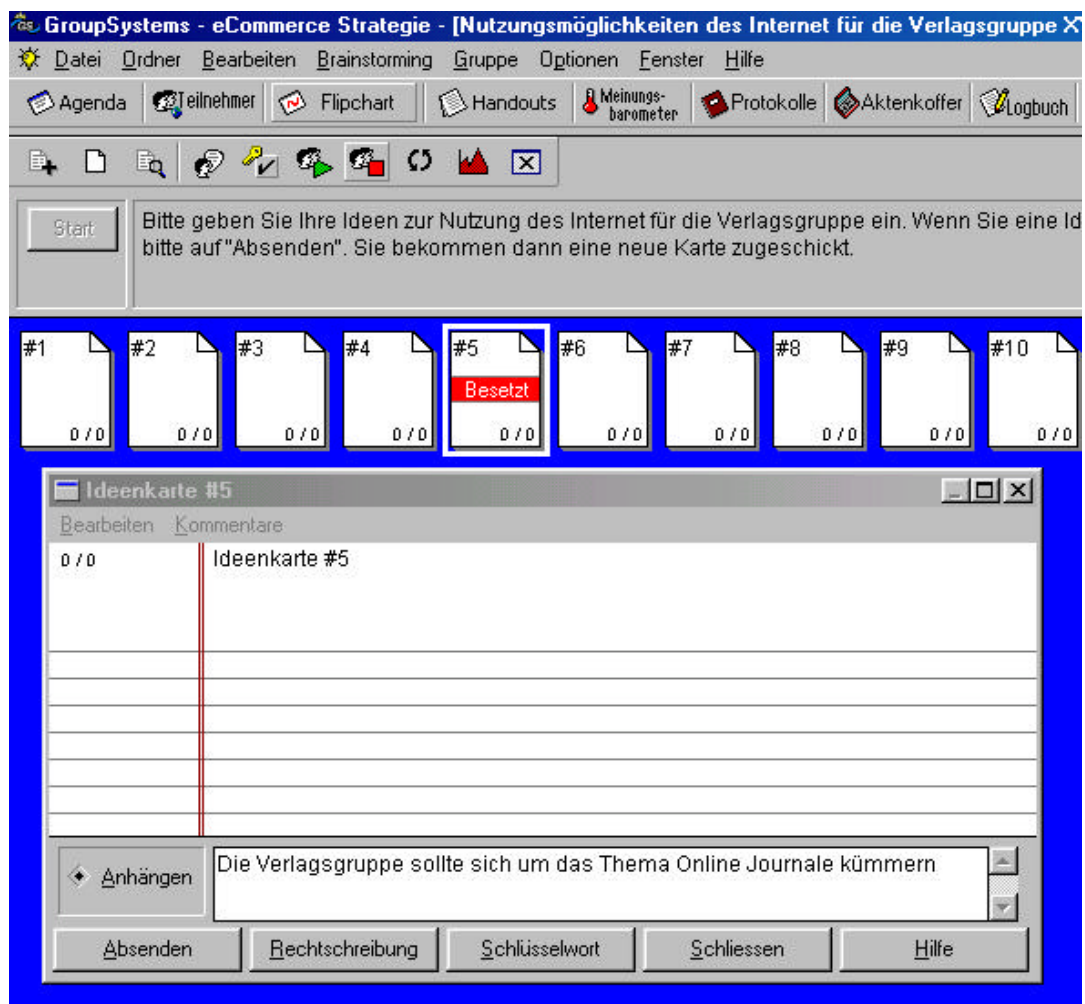 GroupSystems - eCommerce Strategie - [Nutzungsmöglichkeiten des Internet für die Verlagsgruppe X
Datei Ordner Bearbeiten Brainstorming Gruppe Optionen Fenster Hilfe
Agenda Teilnehmer Flipchart Handouts Meinungs-barometer Protokolle Aktenkoffer Logbuch
Start
Bitte geben Sie Ihre Ideen zur Nutzung des Internet für die Verlagsgruppe ein. Wenn Sie eine Id
bitte auf "Absenden". Sie bekommen dann eine neue Karte zugeschickt.
#1 #2 #3 #4 #5 #6 #7 #8 #9 #10
Besetzt
0 / 0 0 / 0 0 / 0 0 / 0 0 / 0 0 / 0 0 / 0 0 / 0 0 / 0 0 / 0
Ideenkarte #5
Bearbeiten Kommentare
0 / 0 Ideenkarte #5
Anhängen
Die Verlagsgruppe sollte sich um das Thema Online Journale kümmern
Absenden Rechtschreibung Schlüsselwort Schliessen Hilfe